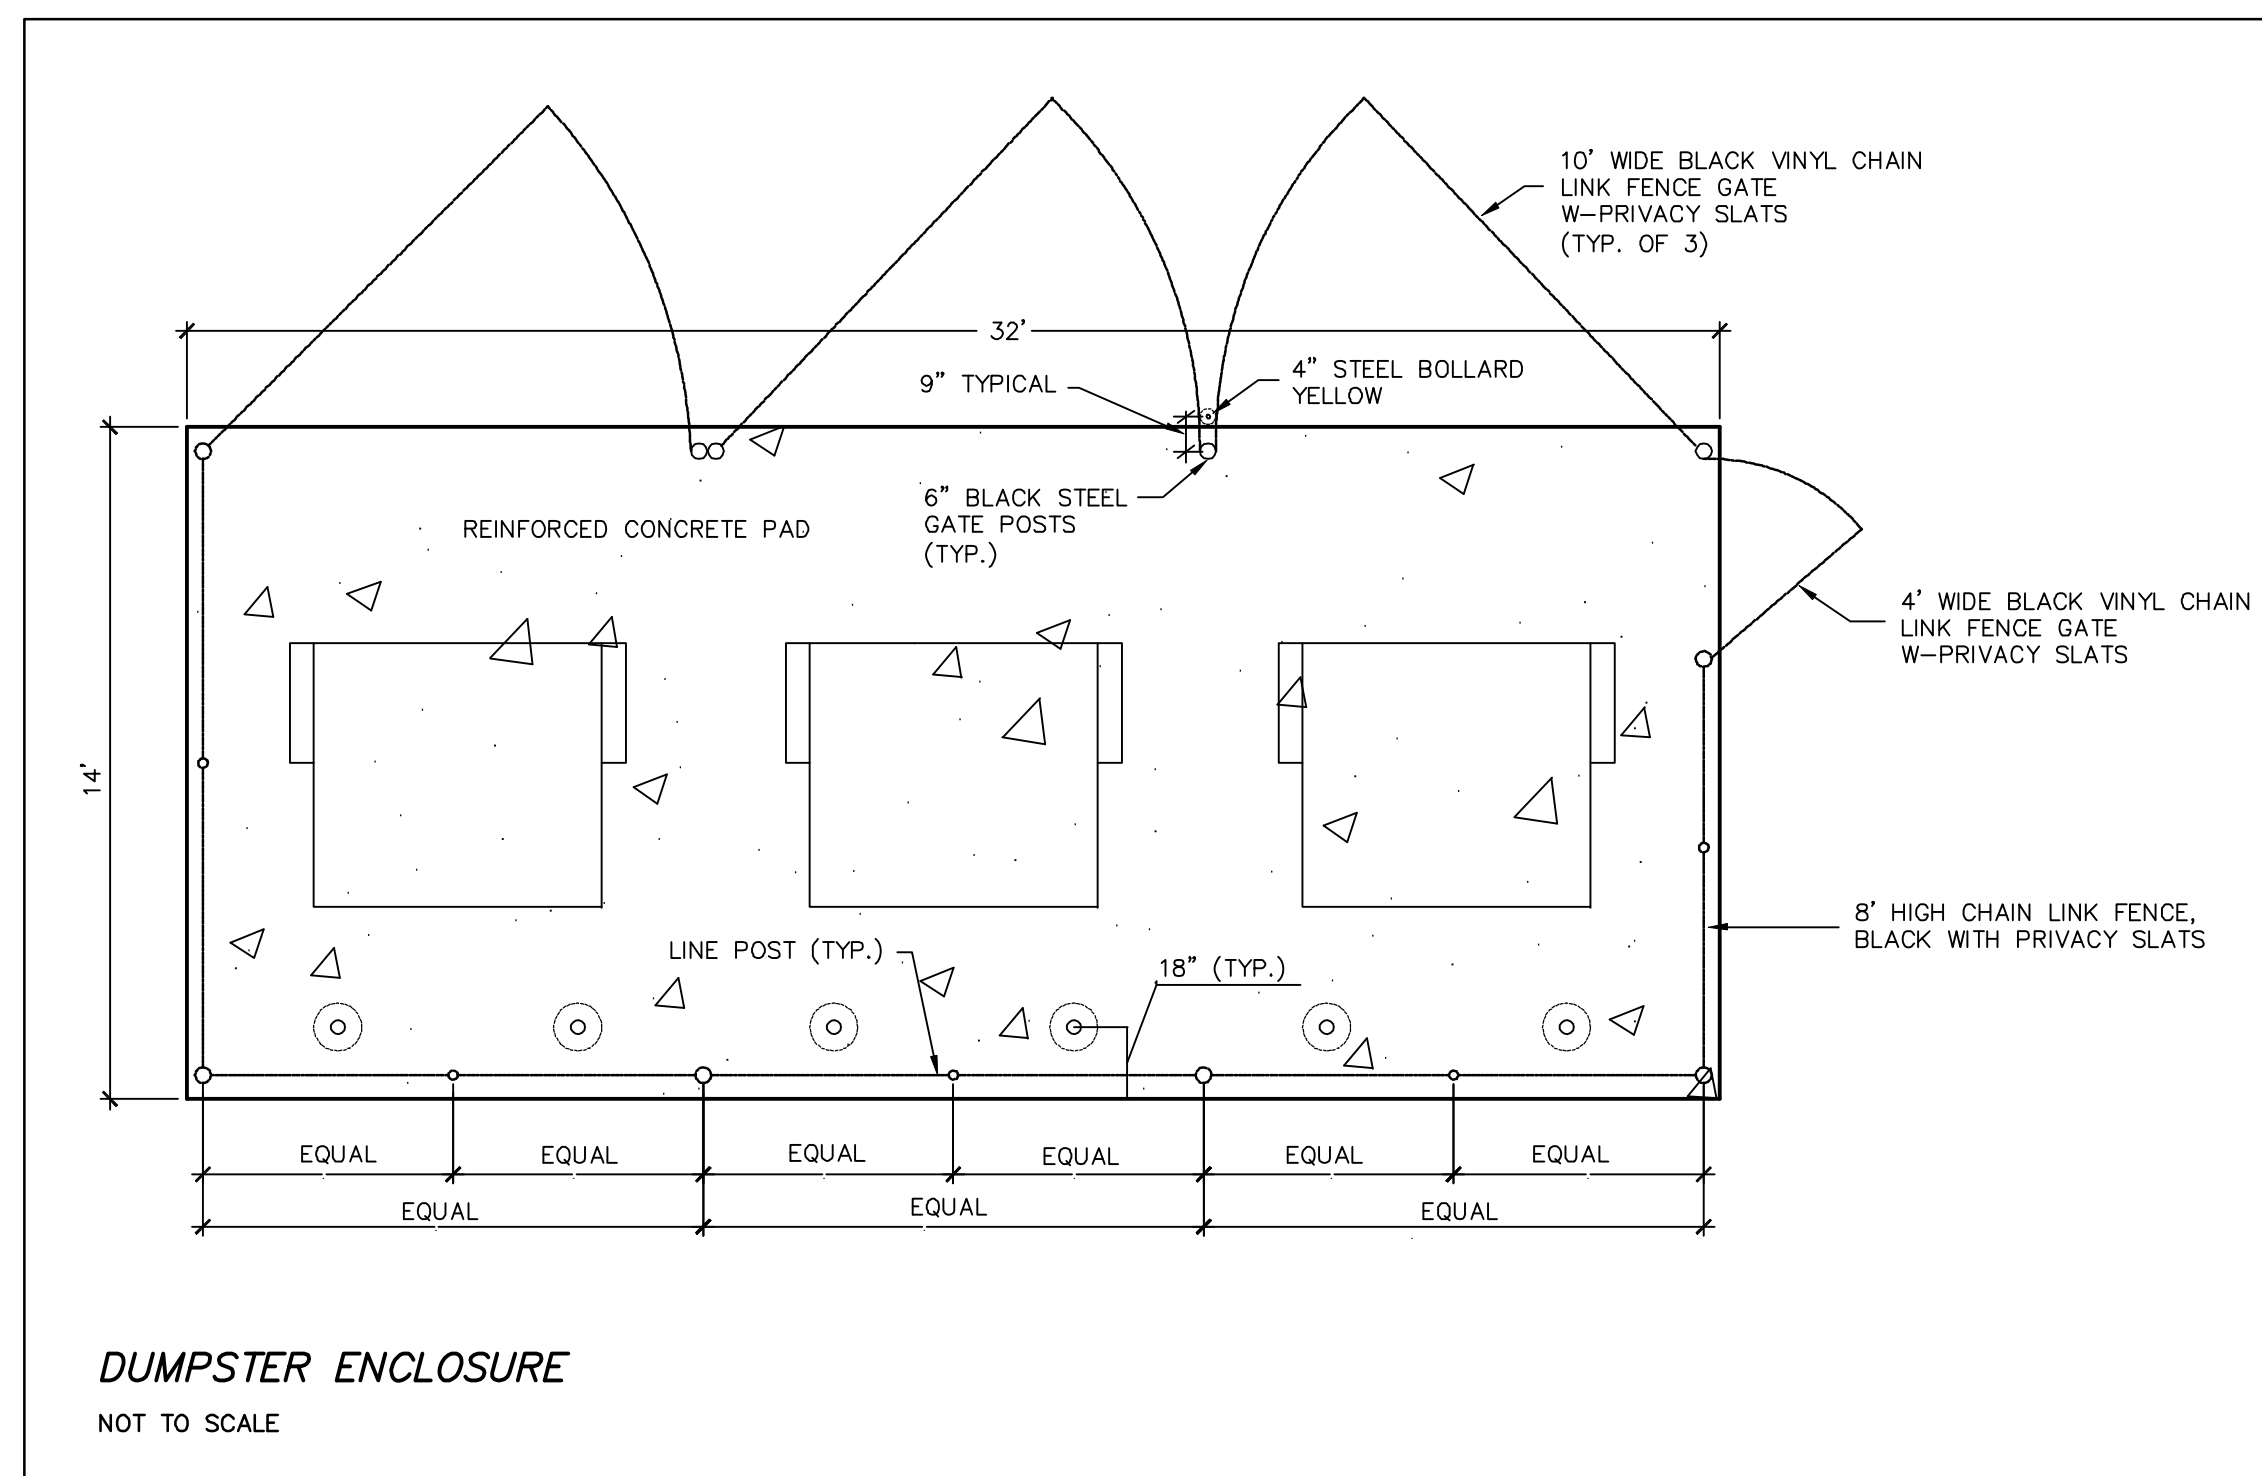 10' WIDE BLACK VINYL CHAIN
LINK FENCE GATE
W-PRIVACY SLATS
(TYP. OF 3)
32'
9" TYPICAL
4" STEEL BOLLARD
YELLOW
6" BLACK STEEL
GATE POSTS
(TYP.)
REINFORCED CONCRETE PAD
4' WIDE BLACK VINYL CHAIN
LINK FENCE GATE
W-PRIVACY SLATS
14'
8' HIGH CHAIN LINK FENCE,
BLACK WITH PRIVACY SLATS
LINE POST (TYP.)
18" (TYP.)
EQUAL
EQUAL
EQUAL
EQUAL
EQUAL
EQUAL
EQUAL
EQUAL
EQUAL
DUMPSTER ENCLOSURE
NOT TO SCALE